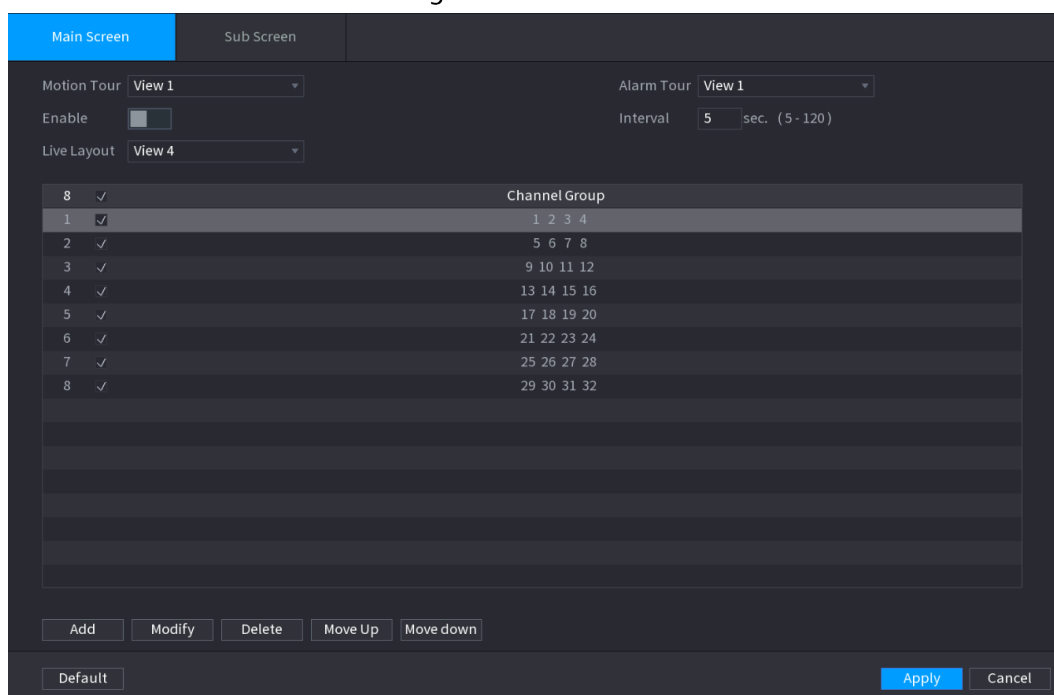 Main Screen Sub Screen
Motion Tour View 1 Alarm Tour View 1
Enable Interval 5 sec. (5-120)
Live Layout View 4
8 Channel Group
1 1 2 3 4
2 5 6 7 8
3 9 10 11 12
4 13 14 15 16
5 17 18 19 20
6 21 22 23 24
7 25 26 27 28
8 29 30 31 32
Add Modify Delete Move Up Move down
Default Apply Cancel